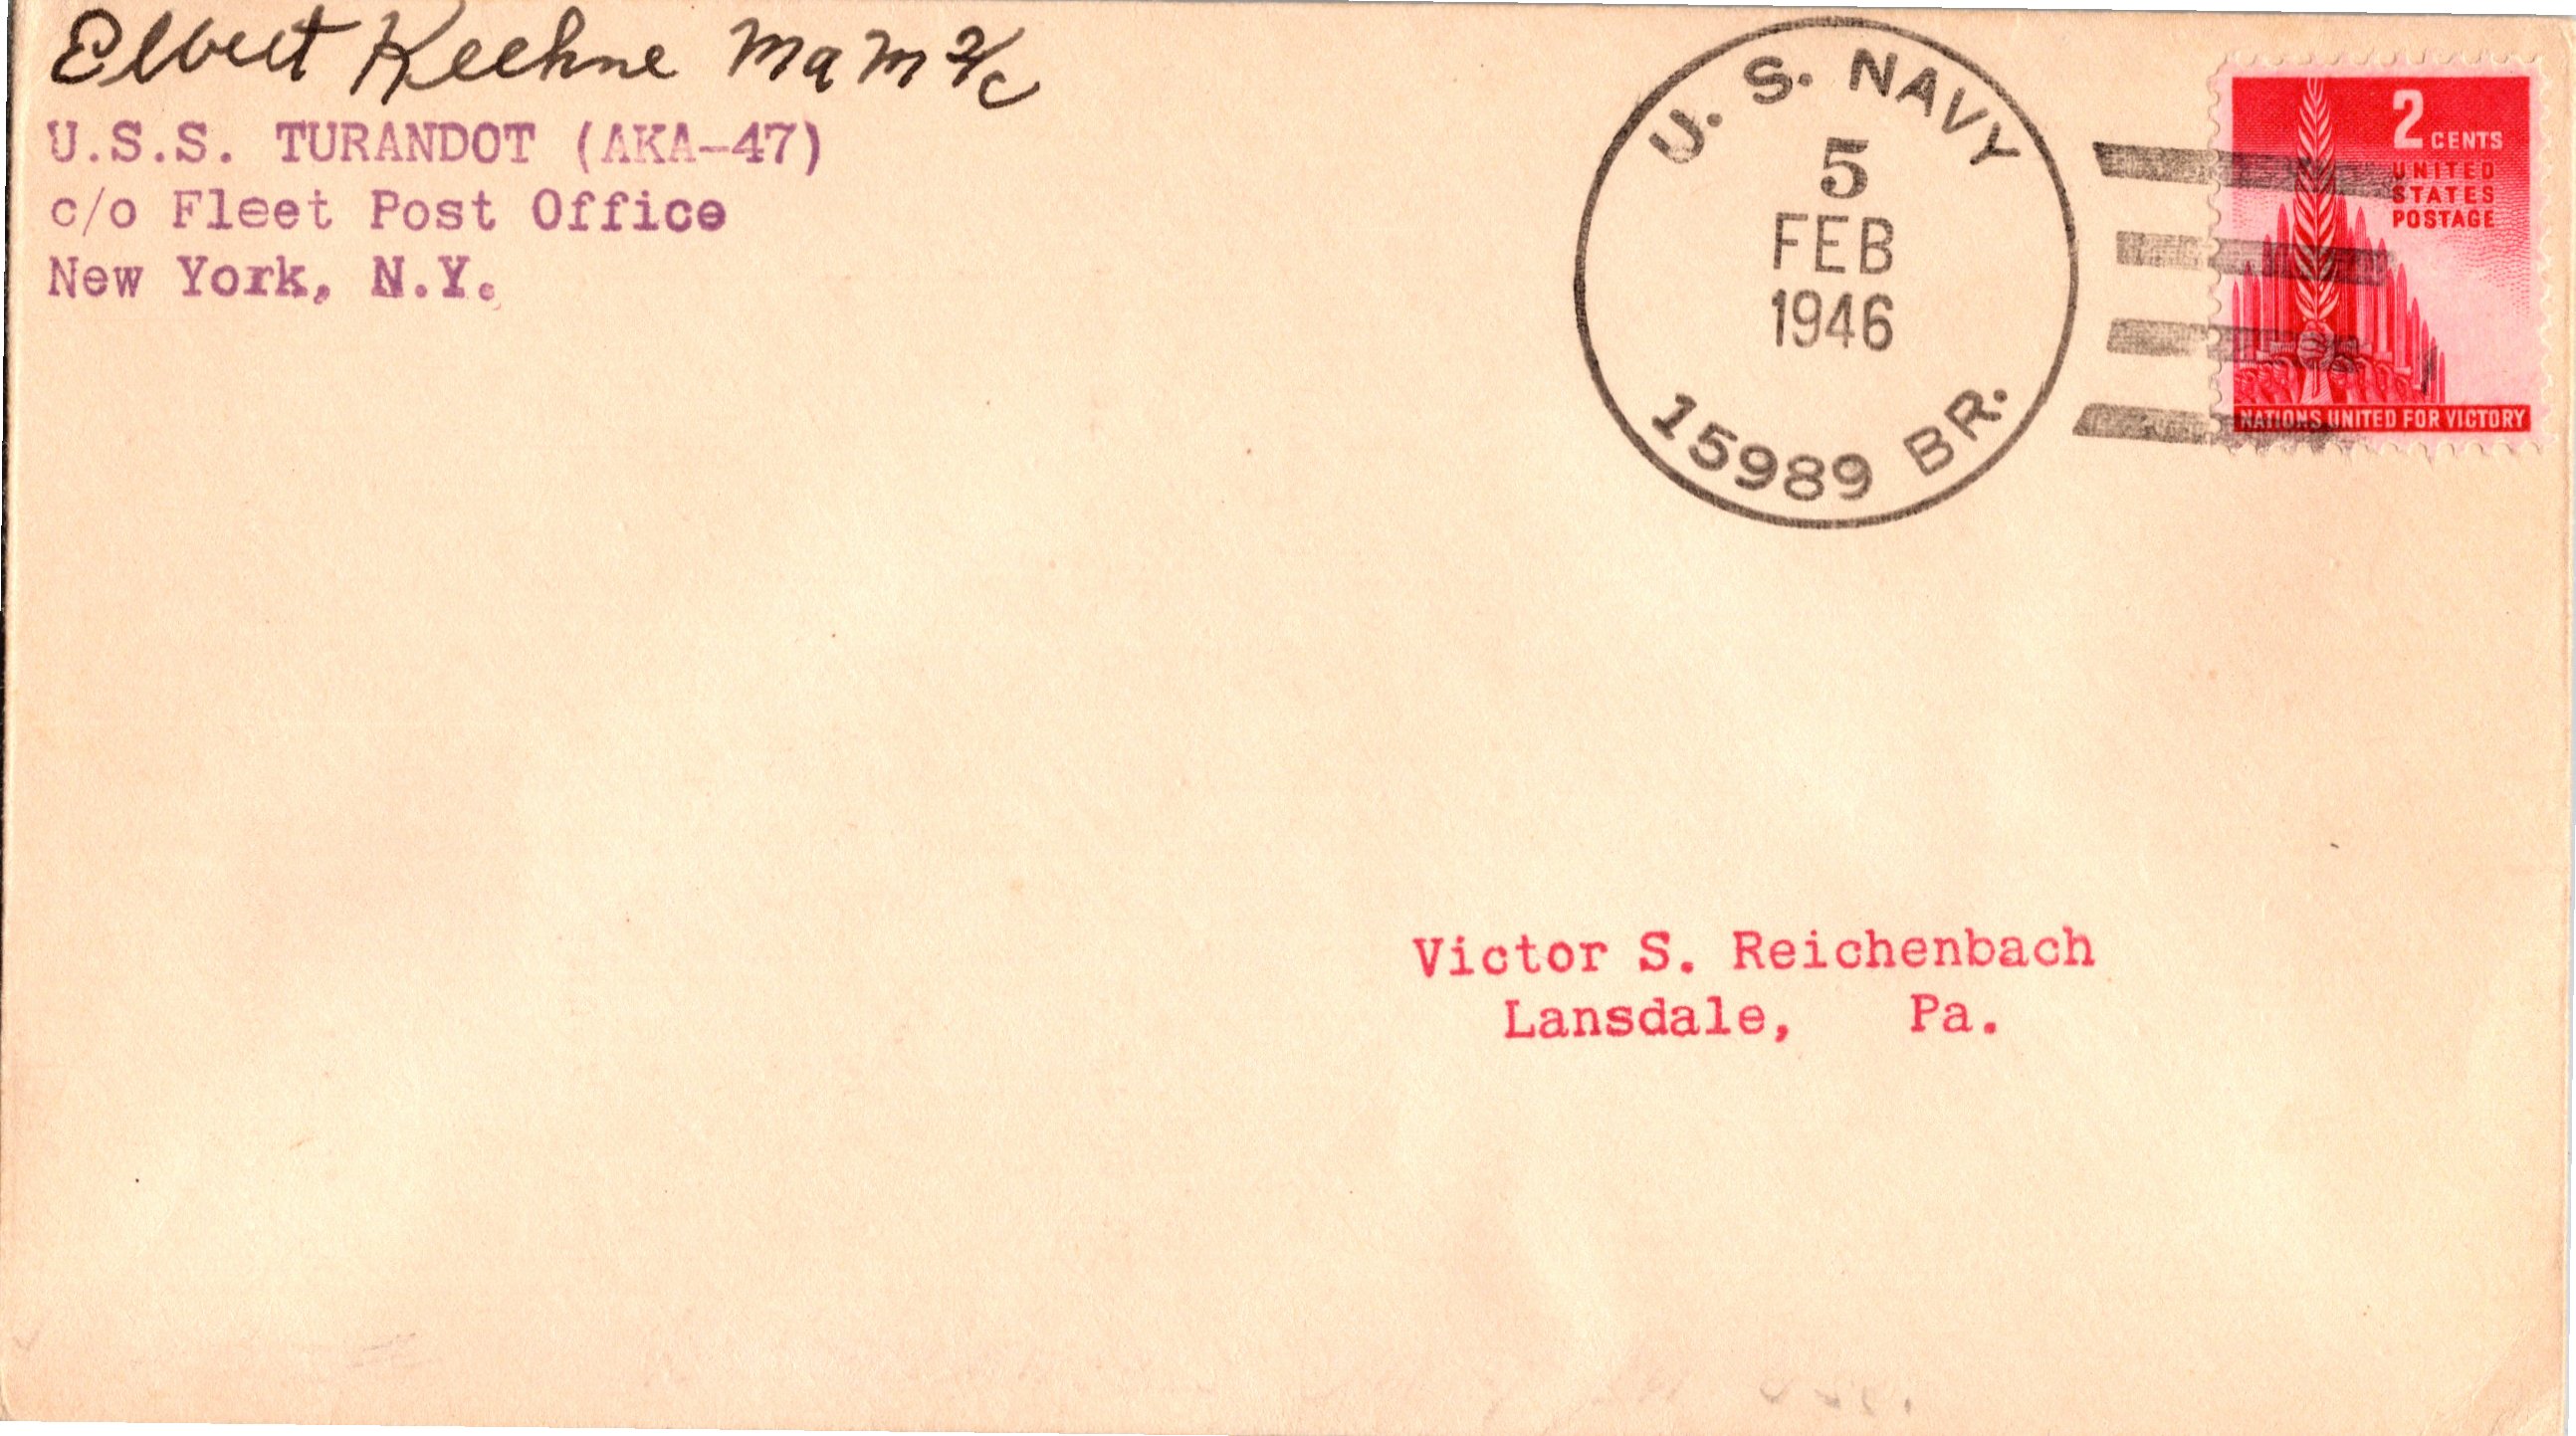 Elbert Keehne MaM 2/c
U.S.S. TURANDOT (AKA-47)
c/o Fleet Post Office
New York, N.Y.
U. S. NAVY
5
FEB
1946
15989 BR.
2 CENTS
UNITED
STATES
POSTAGE
NATIONS UNITED FOR VICTORY
Victor S. Reichenbach
Lansdale, Pa.